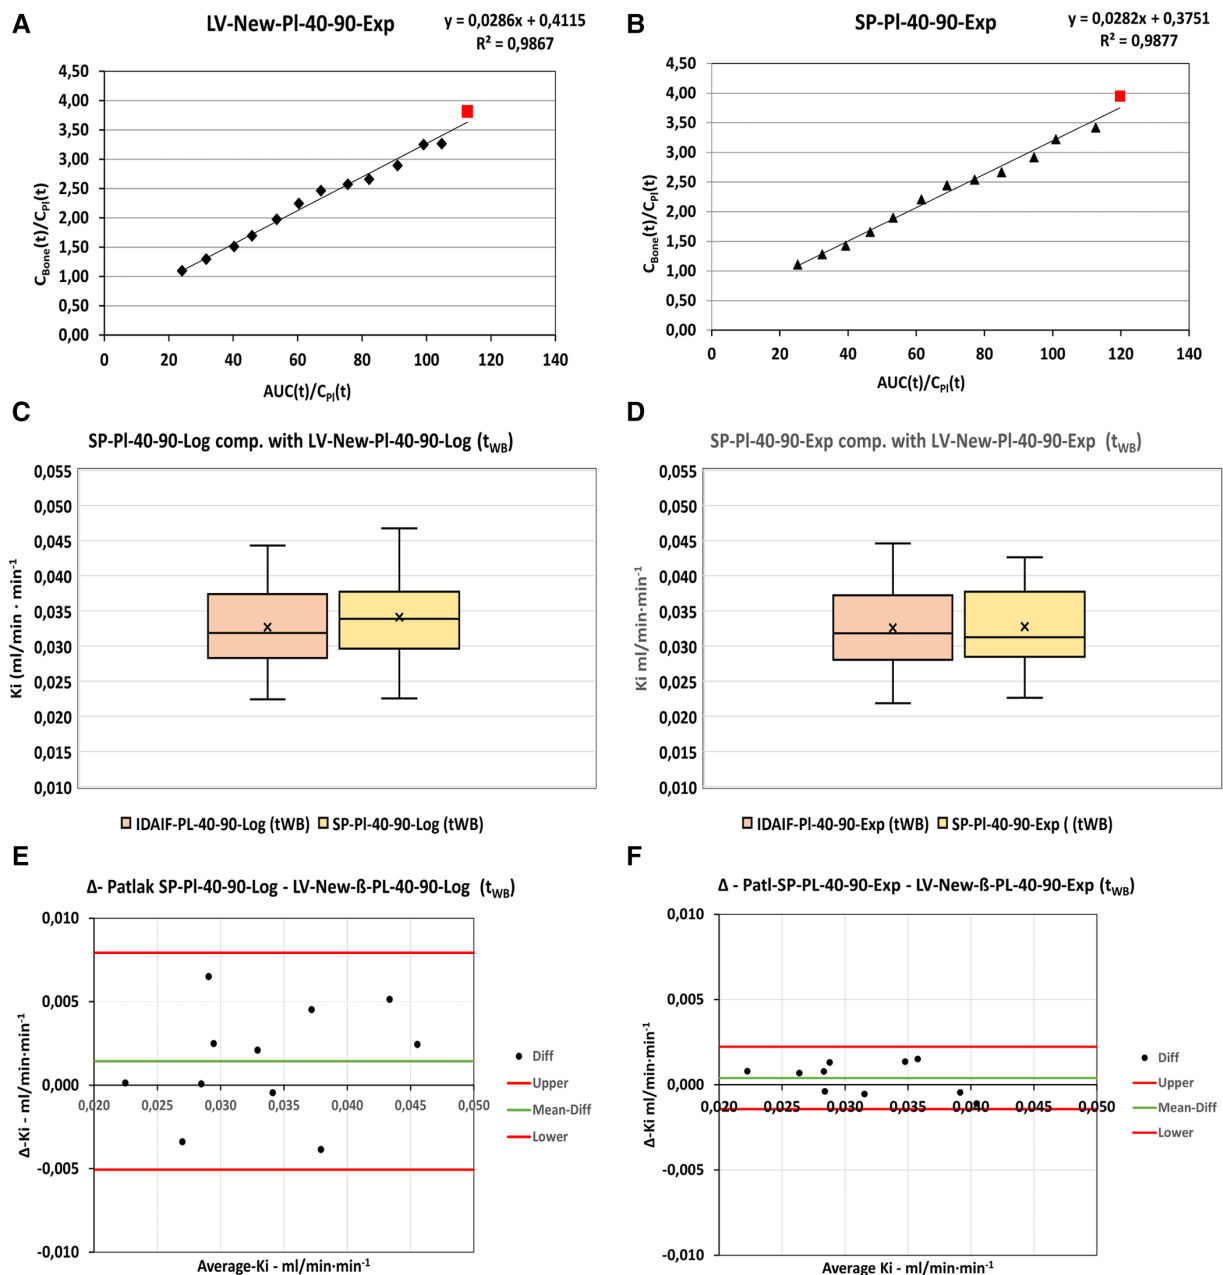 A
LV-New-Pl-40-90-Exp
y = 0,0286x + 0,4115
R² = 0,9867
4,50
4,00
3,50
3,00
2,50
2,00
1,50
1,00
0,50
0,00
C_Bone(t)/C_Pl(t)
0 20 40 60 80 100 120 140
AUC(t)/C_Pl(t)
B
SP-Pl-40-90-Exp
y = 0,0282x + 0,3751
R² = 0,9877
4,50
4,00
3,50
3,00
2,50
2,00
1,50
1,00
0,50
0,00
C_Bone(t)/C_Pl(t)
0 20 40 60 80 100 120 140
AUC(t)/C_Pl(t)
C
SP-Pl-40-90-Log comp. with LV-New-Pl-40-90-Log (t_WB)
0,055
0,050
0,045
0,040
0,035
0,030
0,025
0,020
0,015
0,010
Ki (ml/min · min⁻¹
IDAIF-PL-40-90-Log (tWB) SP-Pl-40-90-Log (tWB)
D
SP-Pl-40-90-Exp comp. with LV-New-Pl-40-90-Exp (t_WB)
0,055
0,050
0,045
0,040
0,035
0,030
0,025
0,020
0,015
0,010
Ki ml/min·min⁻¹
IDAIF-Pl-40-90-Exp (tWB) SP-Pl-40-90-Exp ( (tWB)
E
Δ- Patlak SP-Pl-40-90-Log - LV-New-ß-PL-40-90-Log (t_WB)
0,010
0,005
0,000
-0,005
-0,010
Δ-Ki - ml/min·min⁻¹
0,020 0,025 0,030 0,035 0,040 0,045 0,050
Average-Ki - ml/min·min⁻¹
Diff
Upper
Mean-Diff
Lower
F
Δ - Patl-SP-PL-40-90-Exp - LV-New-ß-PL-40-90-Exp (t_WB)
0,010
0,005
0,000
-0,005
-0,010
Δ-Ki ml/min·min⁻¹
0,020 0,025 0,030 0,035 0,040 0,045 0,050
Average Ki - ml/min·min⁻¹
Diff
Upper
Mean-Diff
Lower